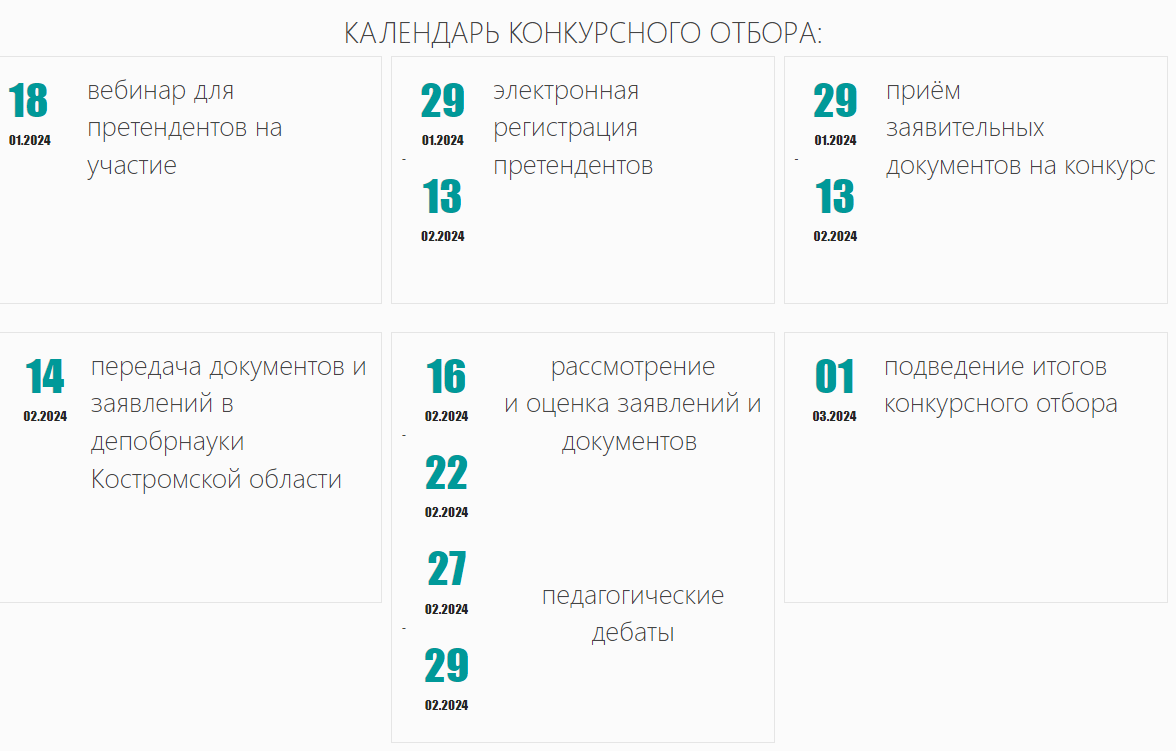 КАЛЕНДАРЬ КОНКУРСНОГО ОТБОРА:
18
01.2024
вебинар для
претендентов на
участие
29
01.2024
-
13
02.2024
электронная
регистрация
претендентов
29
01.2024
-
13
02.2024
приём
заявительных
документов на конкурс
14
02.2024
передача документов и
заявлений в
депобрнауки
Костромской области
16
02.2024
-
22
02.2024
рассмотрение
и оценка заявлений и
документов
27
02.2024
-
29
02.2024
педагогические
дебаты
01
03.2024
подведение итогов
конкурсного отбора